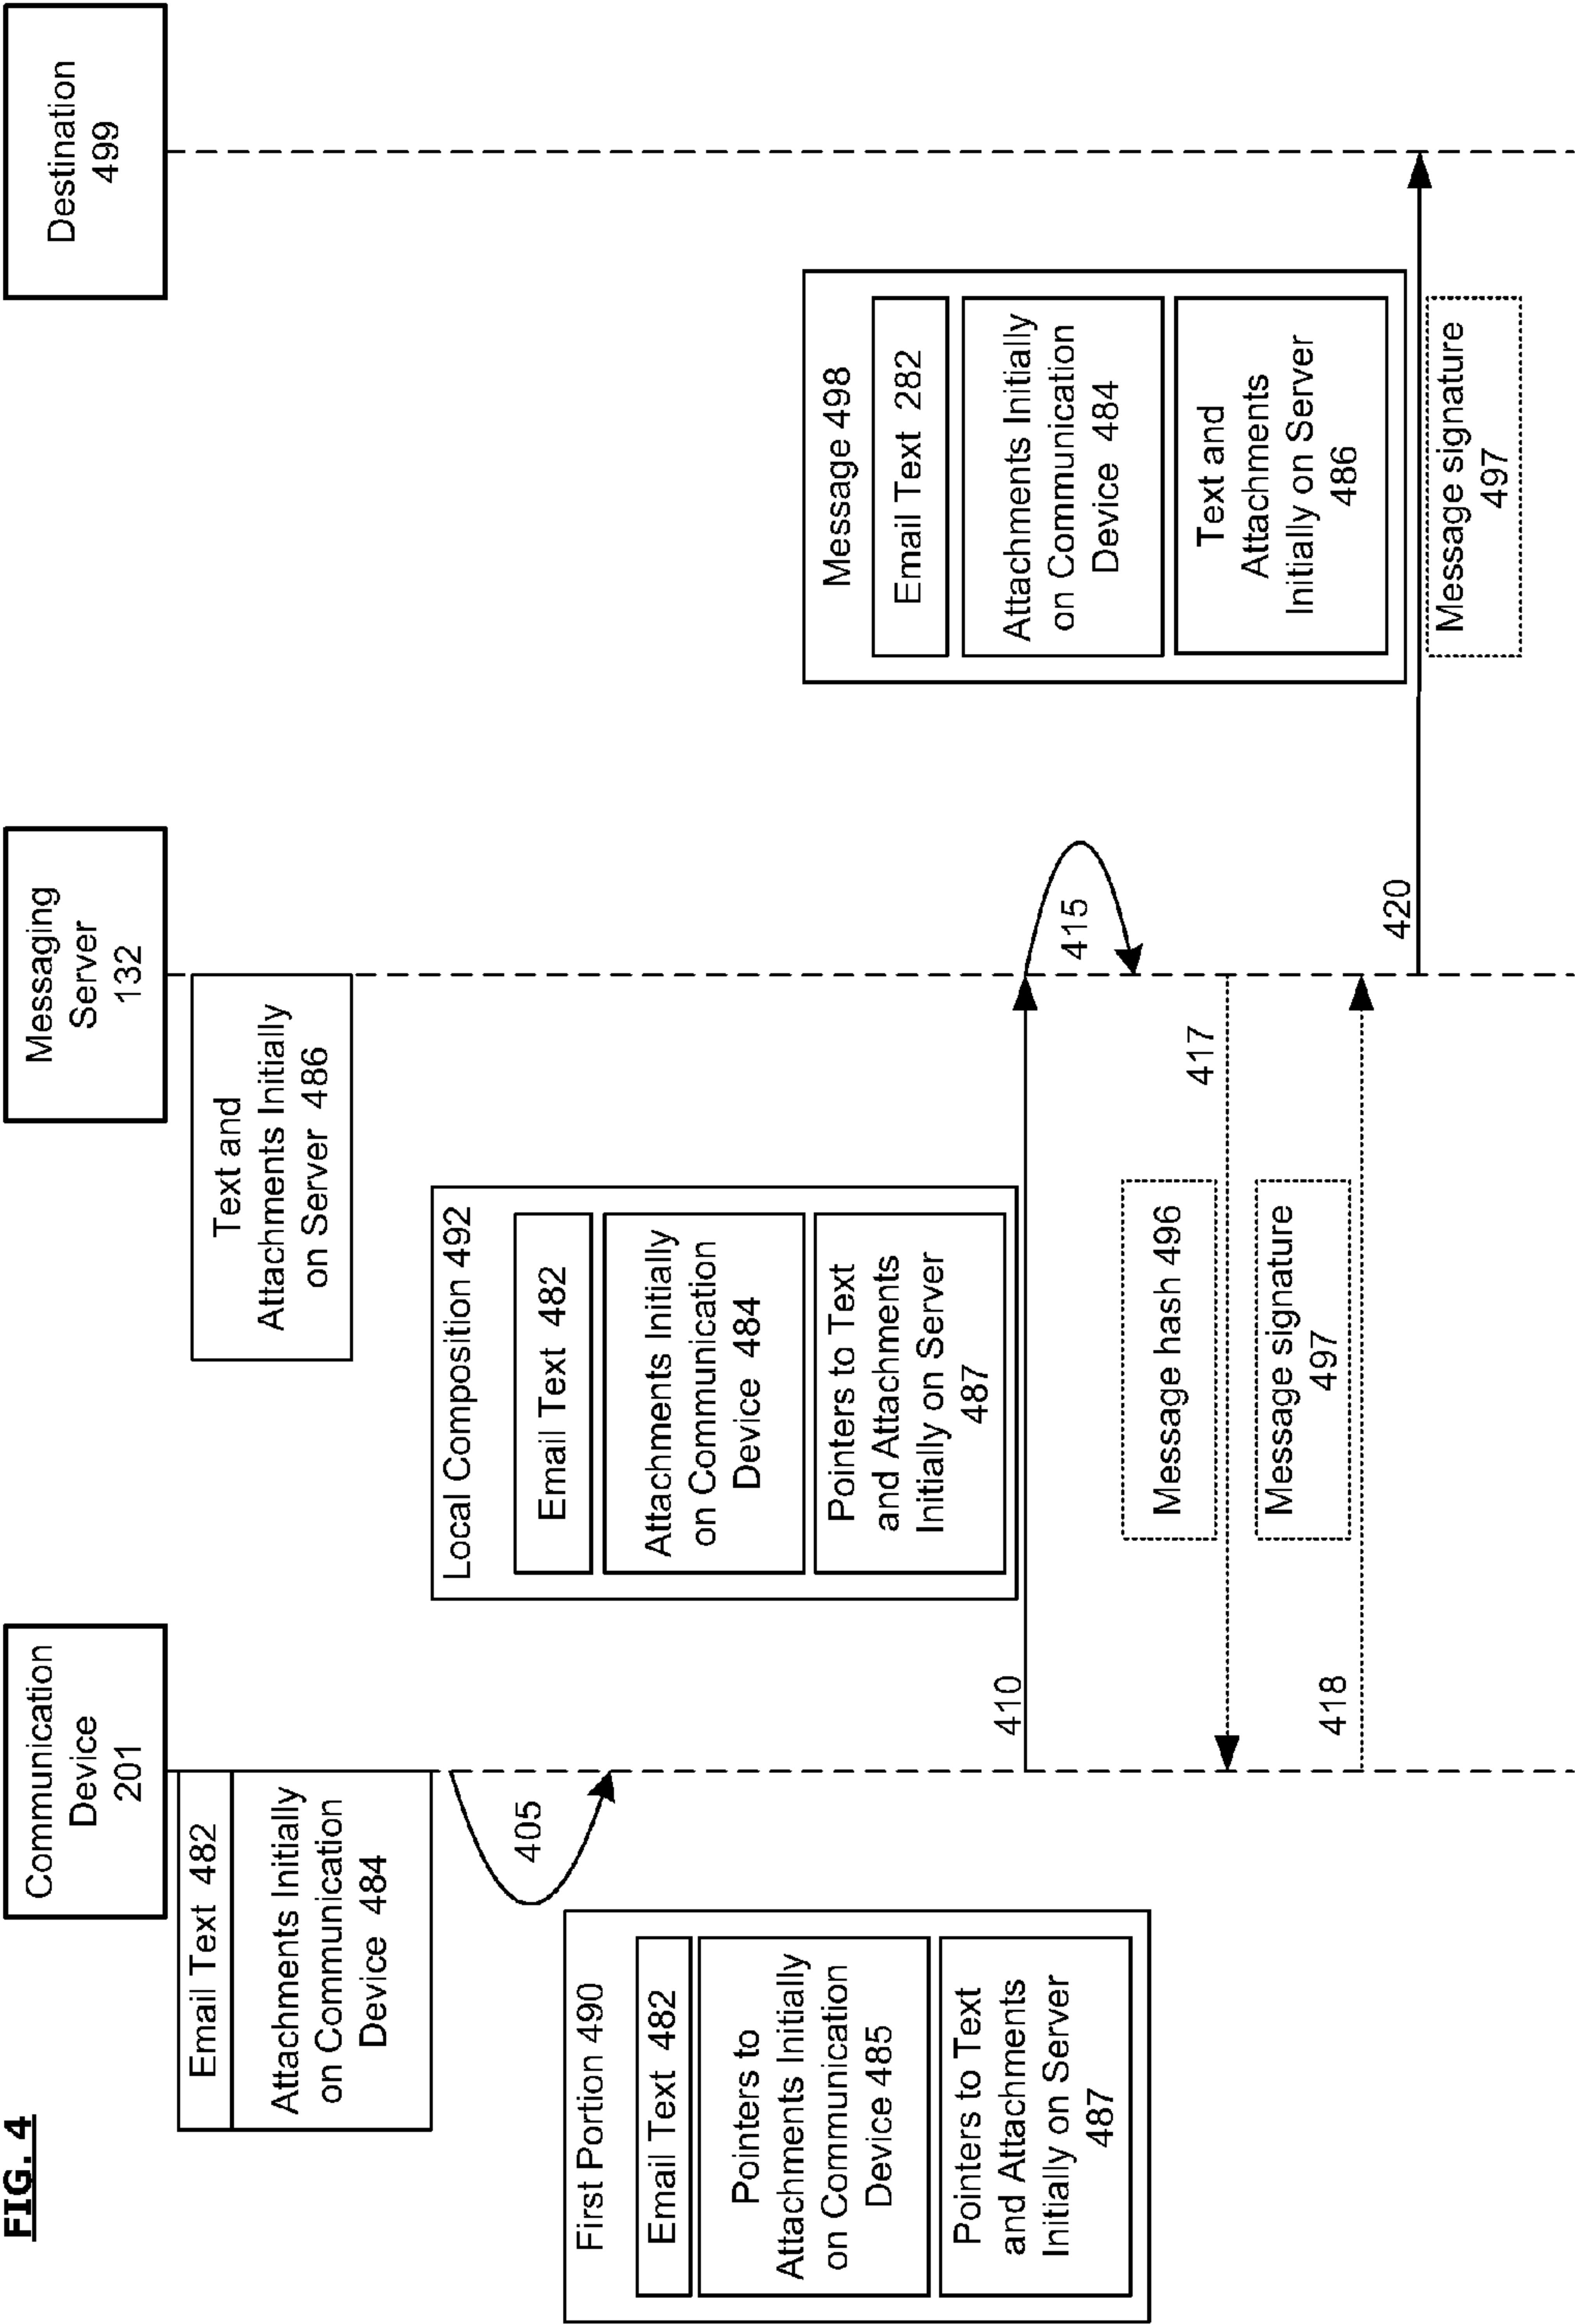 FIG. 4
Communication
Device
201
Messaging
Server
132
Destination
499
Email Text 482
Attachments Initially
on Communication
Device 484
Text and
Attachments Initially
on Server 486
405
First Portion 490
Email Text 482
Pointers to
Attachments Initially
on Communication
Device 485
Pointers to Text
and Attachments
Initially on Server
487
Local Composition 492
Email Text 482
Attachments Initially
on Communication
Device 484
Pointers to Text
and Attachments
Initially on Server
487
410
415
Message hash 496
417
Message signature
497
418
Message 498
Email Text 282
Attachments Initially
on Communication
Device 484
Text and
Attachments
Initially on Server
486
420
Message signature
497